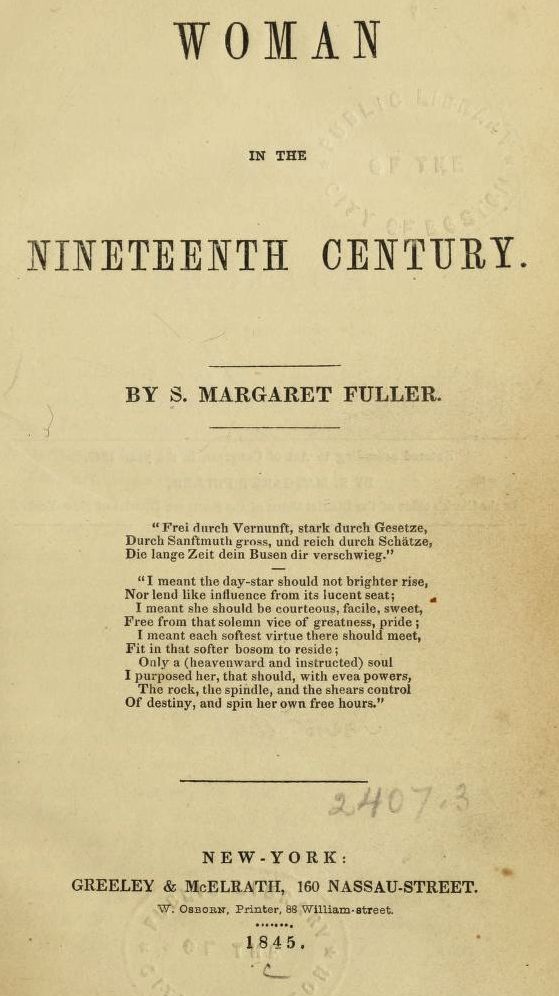 WOMAN
IN THE
NINETEENTH CENTURY.
BY S. MARGARET FULLER.
"Frei durch Vernunft, stark durch Gesetze,
Durch Sanftmuth gross, und reich durch Schätze,
Die lange Zeit dein Busen dir verschwieg."
"I meant the day-star should not brighter rise,
Nor lend like influence from its lucent seat;
I meant she should be courteous, facile, sweet,
Free from that solemn vice of greatness, pride;
I meant each softest virtue there should meet,
Fit in that softer bosom to reside;
Only a (heavenward and instructed) soul
I purposed her, that should, with evea powers,
The rock, the spindle, and the shears control
Of destiny, and spin her own free hours."
2407.3
NEW-YORK:
GREELEY & McELRATH, 160 NASSAU-STREET.
W. Osborn, Printer, 88 William-street.
1845.